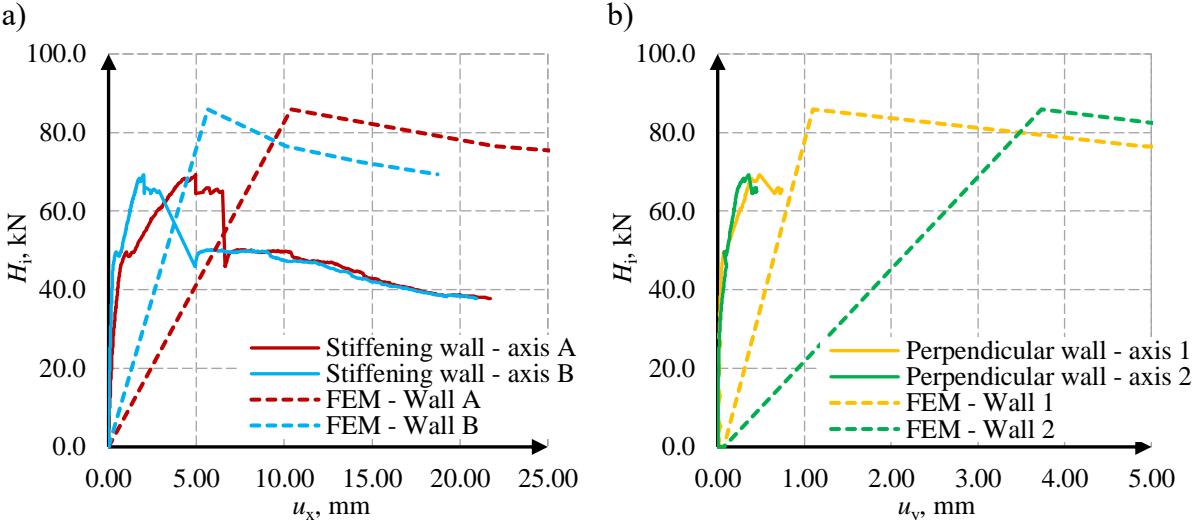 a)
100.0
80.0
60.0
40.0
20.0
0.0
H_i, kN
0.00 5.00 10.00 15.00 20.00 25.00
u_x, mm
Stiffening wall - axis A
Stiffening wall - axis B
FEM - Wall A
FEM - Wall B
b)
100.0
80.0
60.0
40.0
20.0
0.0
H_i, kN
0.00 1.00 2.00 3.00 4.00 5.00
u_y, mm
Perpendicular wall - axis 1
Perpendicular wall - axis 2
FEM - Wall 1
FEM - Wall 2